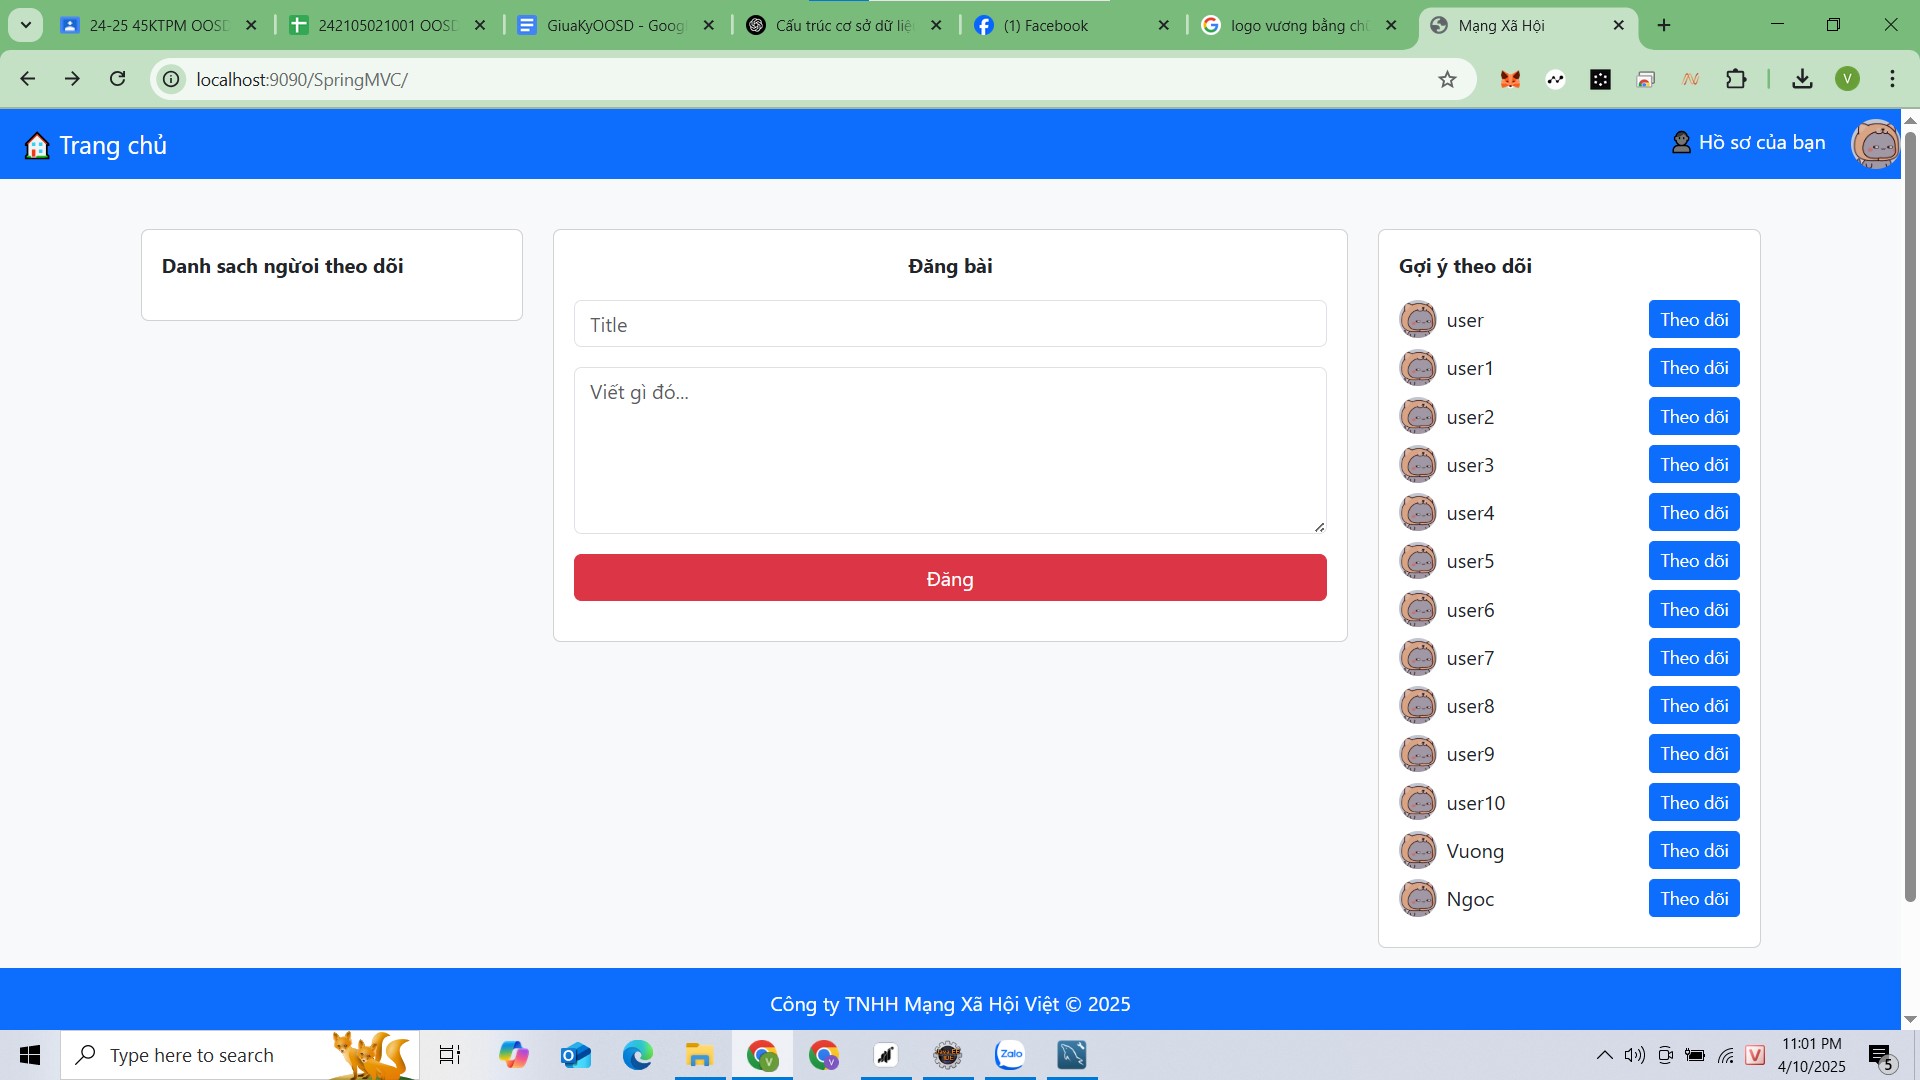 24-25 45KTPM OOSD
242105021001 OOSD
GiuaKyOOSD - Googl
Cấu trúc cơ sở dữ liệ
(1) Facebook
logo vương bằng chữ
Mạng Xã Hội
localhost:9090/SpringMVC/
V
Trang chủ
Hồ sơ của bạn
Danh sach người theo dõi
Đăng bài
Title
Viết gì đó...
Đăng
Gợi ý theo dõi
user Theo dõi
user1 Theo dõi
user2 Theo dõi
user3 Theo dõi
user4 Theo dõi
user5 Theo dõi
user6 Theo dõi
user7 Theo dõi
user8 Theo dõi
user9 Theo dõi
user10 Theo dõi
Vuong Theo dõi
Ngoc Theo dõi
Công ty TNHH Mạng Xã Hội Việt © 2025
Type here to search
Zalo
V
11:01 PM
4/10/2025
5